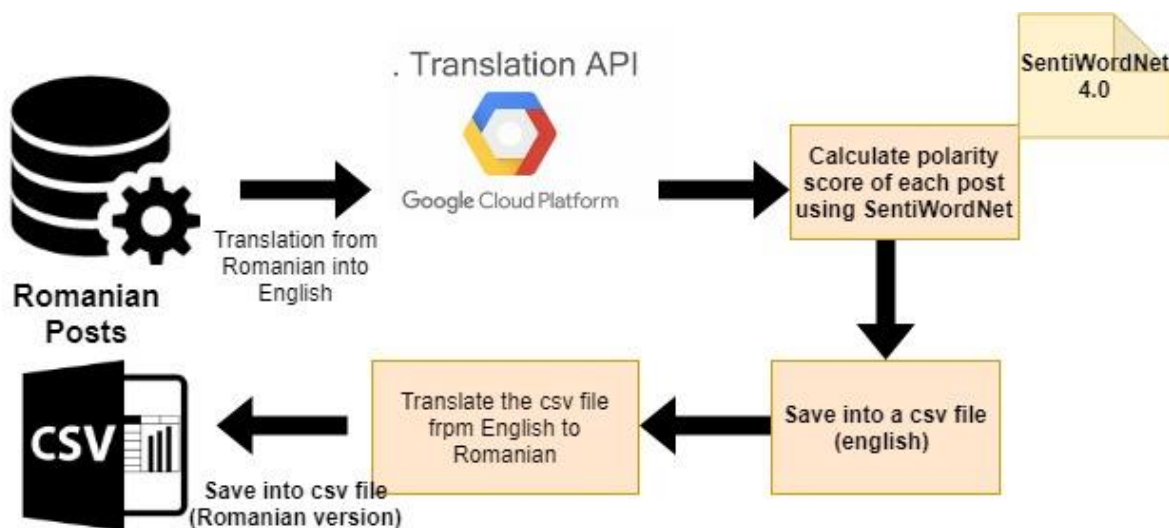 . Translation API
Google Cloud Platform
SentiWordNet
4.0
Calculate polarity
score of each post
using SentiWordNet
Translation from
Romanian into
English
Romanian
Posts
Save into a csv file
(english)
Translate the csv file
frpm English to
Romanian
CSV
Save into csv file
(Romanian version)